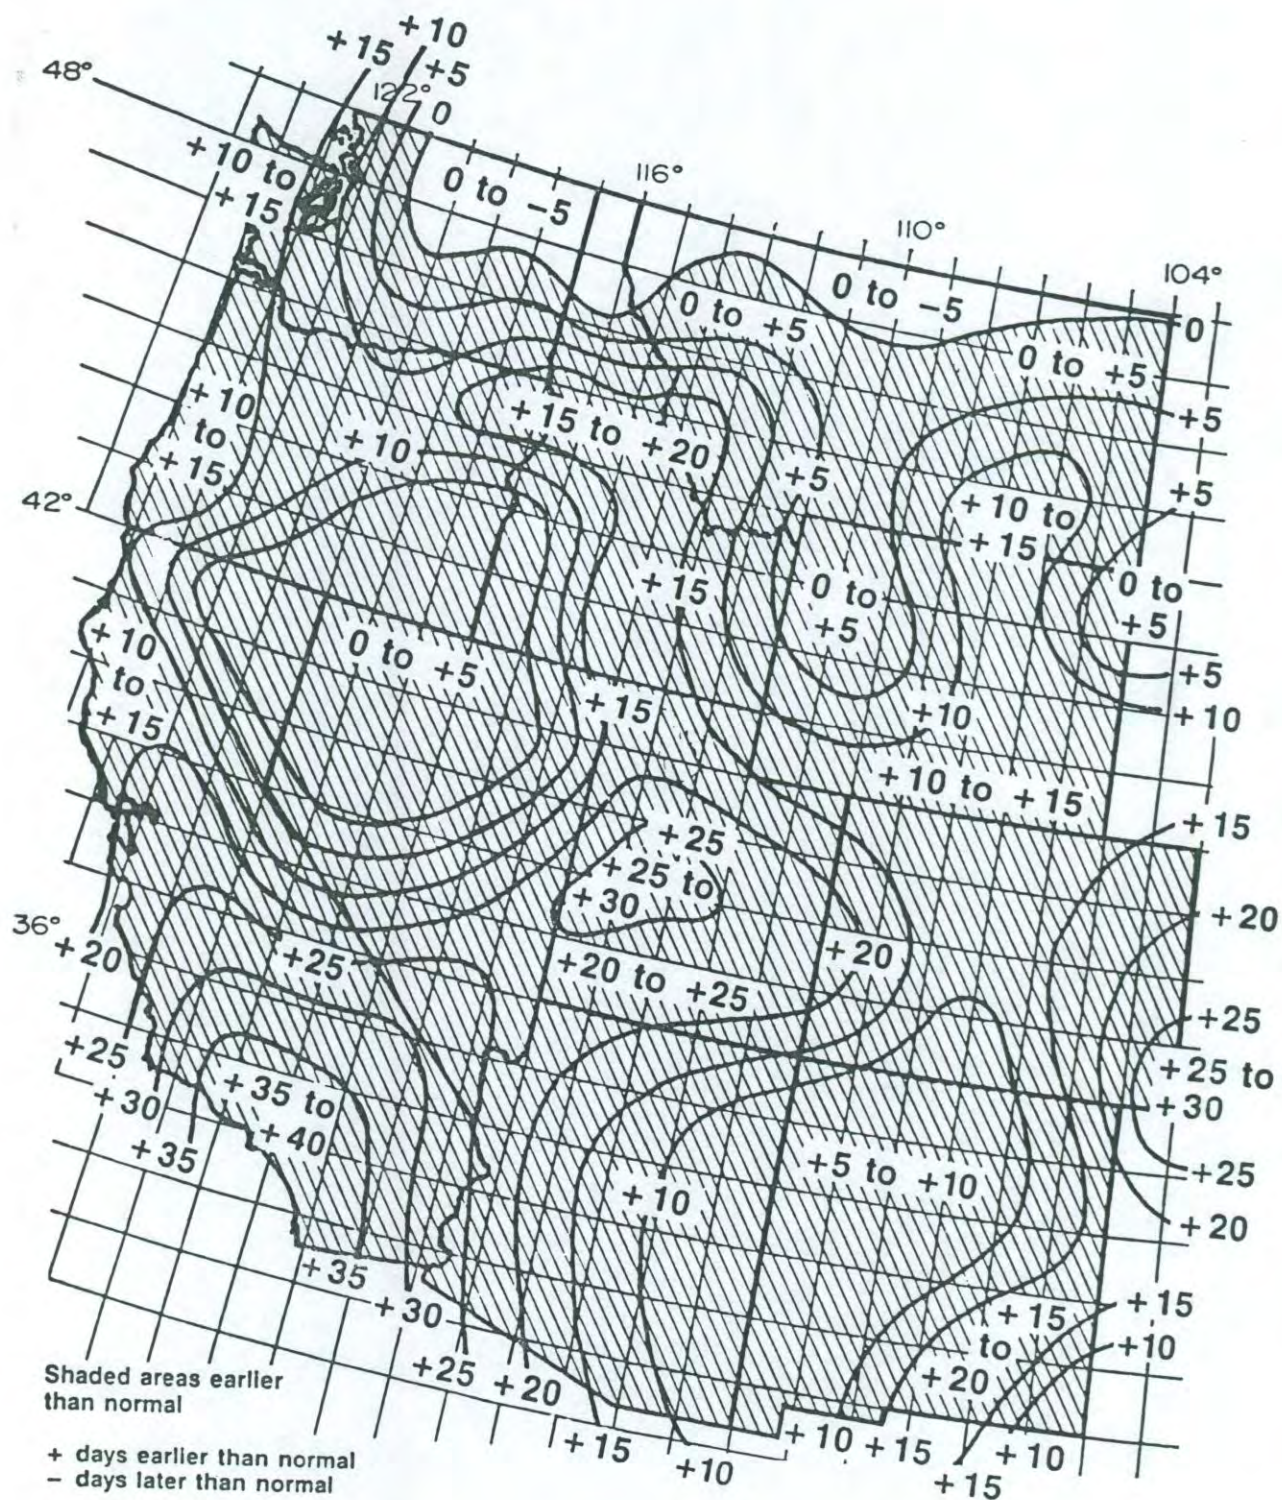 +10
+15
+5
48°
122°
0
+10 to
+15
0 to -5
116°
110°
104°
0 to -5
0 to +5
0
0 to +5
+5
+10
to
+15
+10
+15 to +20
+5
+5
42°
+10 to
+15
0 to
+5
+15
0 to
+5
+10
to
+15
0 to +5
+5
+15
+10
+10
+10 to +15
+15
+25
+25 to
+30
+20
36°
+20
+25
+20
+20 to +25
+25
+25
+25 to
+30
+35 to
+40
+30
+35
+5 to +10
+25
+10
+20
+35
+30
+15
to
+20
+15
+10
+25
+20
+15
+10
+10
+15
+10
+15
Shaded areas earlier
than normal
+ days earlier than normal
− days later than normal